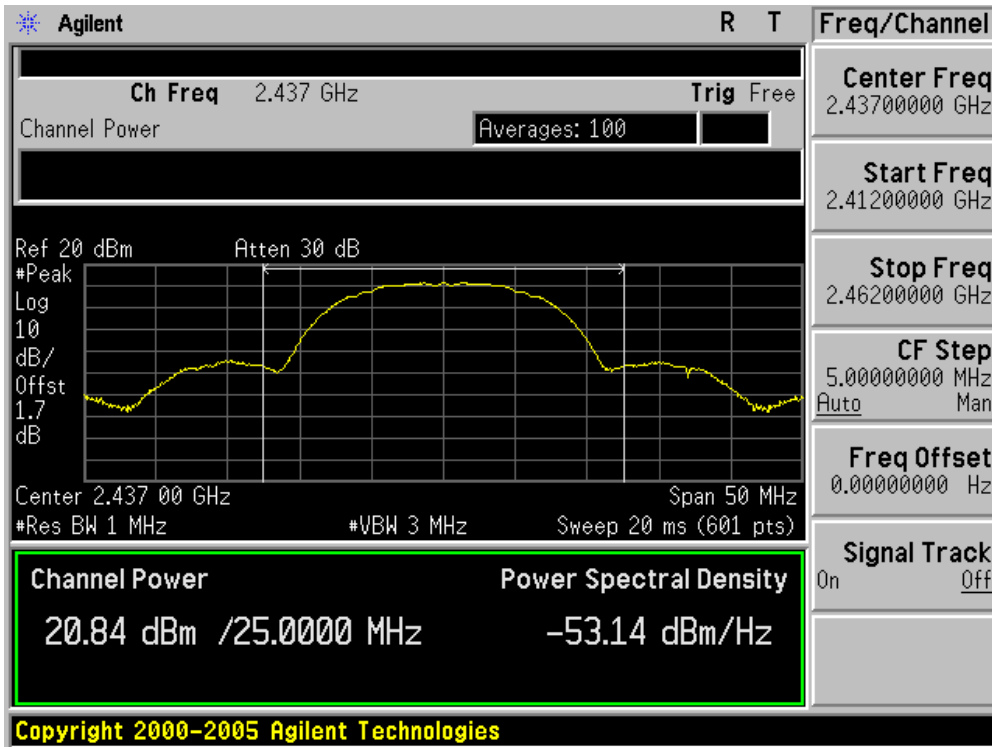 Agilent R T Freq/Channel
Ch Freq 2.437 GHz Trig Free
Channel Power Averages: 100
Center Freq
2.43700000 GHz
Start Freq
2.41200000 GHz
Ref 20 dBm Atten 30 dB
#Peak
Log
10
dB/
Offst
1.7
dB
Stop Freq
2.46200000 GHz
CF Step
5.00000000 MHz
Auto Man
Center 2.437 00 GHz Span 50 MHz
#Res BW 1 MHz #VBW 3 MHz Sweep 20 ms (601 pts)
Freq Offset
0.00000000 Hz
Signal Track
On Off
Channel Power Power Spectral Density
20.84 dBm /25.0000 MHz -53.14 dBm/Hz
Copyright 2000-2005 Agilent Technologies